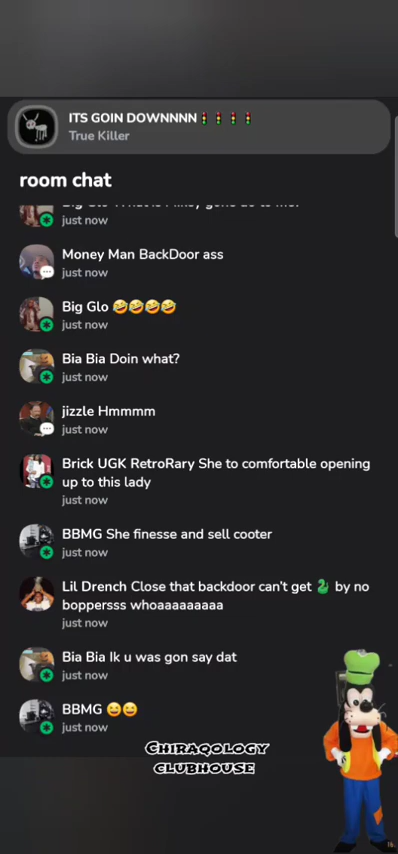 ITS GOIN DOWNNNN🚦🚦🚦🚦
True Killer
room chat
just now
Money Man BackDoor ass
just now
Big Glo 🤣🤣🤣🤣
just now
Bia Bia Doin what?
just now
jizzle Hmmmm
just now
Brick UGK RetroRary She to comfortable opening
up to this lady
just now
BBMG She finesse and sell cooter
just now
Lil Drench Close that backdoor can't get 🐍 by no
boppersss whoaaaaaaaa
just now
Bia Bia Ik u was gon say dat
just now
BBMG 😆😆
just now
CHIRAQOLOGY
CLUBHOUSE